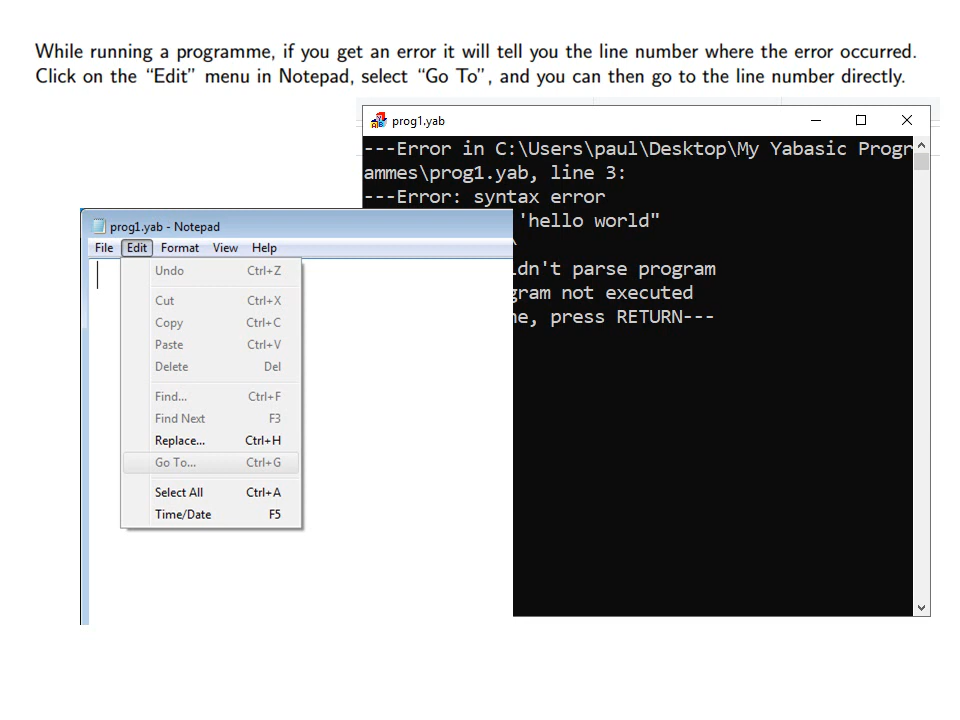 While running a programme, if you get an error it will tell you the line number where the error occurred.
Click on the “Edit” menu in Notepad, select “Go To”, and you can then go to the line number directly.
prog1.yab
---Error in C:\Users\paul\Desktop\My Yabasic Progr
ammes\prog1.yab, line 3:
---Error: syntax error
'hello world"
dn't parse program
gram not executed
e, press RETURN---
prog1.yab - Notepad
File Edit Format View Help
Undo Ctrl+Z
Cut Ctrl+X
Copy Ctrl+C
Paste Ctrl+V
Delete Del
Find... Ctrl+F
Find Next F3
Replace... Ctrl+H
Go To... Ctrl+G
Select All Ctrl+A
Time/Date F5